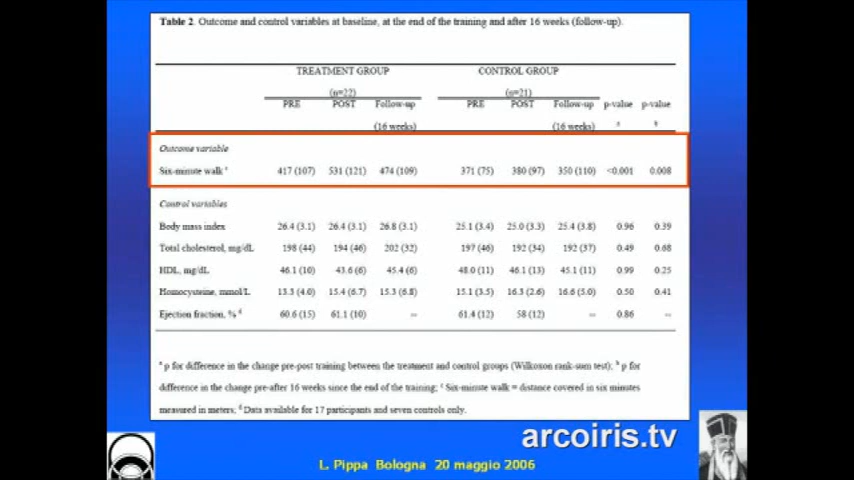 Table 2. Outcome and control variables at baseline, at the end of the training and after 16 weeks (follow-up).
TREATMENT GROUP CONTROL GROUP
(n=22) (n=21)
PRE POST Follow-up PRE POST Follow-up p-value p-value
(16 weeks) (16 weeks) a b
Outcome variable
Six-minute walk c 417 (107) 531 (121) 474 (109) 371 (75) 380 (97) 350 (110) <0.001 0.008
Control variables
Body mass index 26.4 (3.1) 26.4 (3.1) 26.8 (3.1) 25.1 (3.4) 25.0 (3.3) 25.4 (3.8) 0.96 0.39
Total cholesterol, mg/dL 198 (44) 194 (46) 202 (32) 197 (46) 192 (34) 192 (37) 0.49 0.68
HDL, mg/dL 46.1 (10) 43.6 (6) 45.4 (6) 48.0 (11) 46.1 (13) 45.1 (11) 0.99 0.25
Homocysteine, mmol/L 13.3 (4.0) 15.4 (6.7) 15.3 (6.8) 15.1 (3.5) 16.3 (2.6) 16.6 (5.0) 0.50 0.41
Ejection fraction, % d 60.6 (15) 61.1 (10) -- 61.4 (12) 58 (12) -- 0.86 --
a p for difference in the change pre-post training between the treatment and control groups (Wilkoxon rank-sum test); b p for
difference in the change pre-after 16 weeks since the end of the training; c Six-minute walk = distance covered in six minutes
measured in meters; d Data available for 17 participants and seven controls only.
arcoiris.tv
L. Pippa Bologna 20 maggio 2006